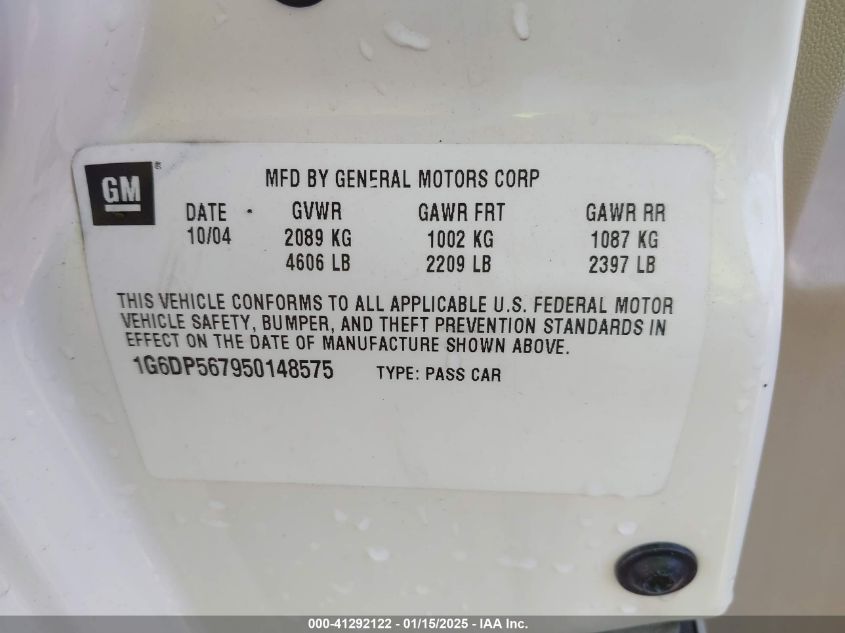 GM
MFD BY GENERAL MOTORS CORP
DATE GVWR GAWR FRT GAWR RR
10/04 2089 KG 1002 KG 1087 KG
4606 LB 2209 LB 2397 LB
THIS VEHICLE CONFORMS TO ALL APPLICABLE U.S. FEDERAL MOTOR
VEHICLE SAFETY, BUMPER, AND THEFT PREVENTION STANDARDS IN
EFFECT ON THE DATE OF MANUFACTURE SHOWN ABOVE.
1G6DP567950148575 TYPE: PASS CAR
000-41292122 - 01/15/2025 - IAA Inc.